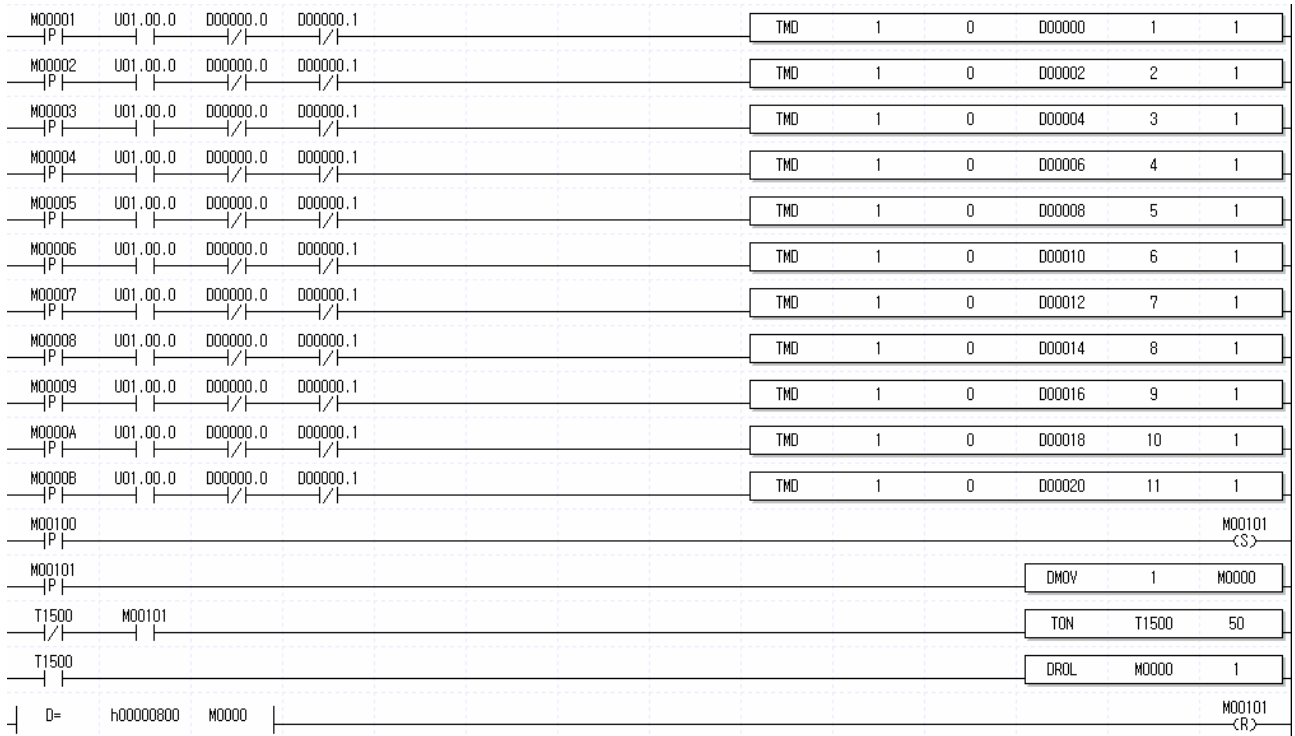 M00001 U01.00.0 D00000.0 D00000.1
P TMD 1 0 D00000 1 1
M00002 U01.00.0 D00000.0 D00000.1
P TMD 1 0 D00002 2 1
M00003 U01.00.0 D00000.0 D00000.1
P TMD 1 0 D00004 3 1
M00004 U01.00.0 D00000.0 D00000.1
P TMD 1 0 D00006 4 1
M00005 U01.00.0 D00000.0 D00000.1
P TMD 1 0 D00008 5 1
M00006 U01.00.0 D00000.0 D00000.1
P TMD 1 0 D00010 6 1
M00007 U01.00.0 D00000.0 D00000.1
P TMD 1 0 D00012 7 1
M00008 U01.00.0 D00000.0 D00000.1
P TMD 1 0 D00014 8 1
M00009 U01.00.0 D00000.0 D00000.1
P TMD 1 0 D00016 9 1
M0000A U01.00.0 D00000.0 D00000.1
P TMD 1 0 D00018 10 1
M0000B U01.00.0 D00000.0 D00000.1
P TMD 1 0 D00020 11 1
M00100 M00101
P S
M00101
P DMOV 1 M0000
T1500 M00101
TON T1500 50
T1500
DROL M0000 1
D= h00000800 M0000 M00101
R